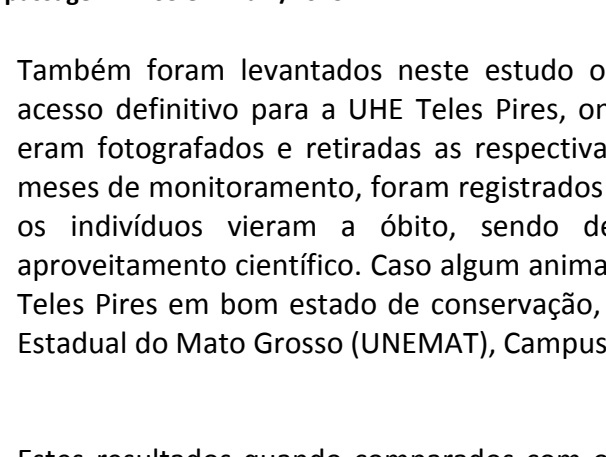 Também foram levantados neste estudo o
acesso definitivo para a UHE Teles Pires, on
eram fotografados e retiradas as respectiva
meses de monitoramento, foram registrados
os indivíduos vieram a óbito, sendo de
aproveitamento científico. Caso algum anima
Teles Pires em bom estado de conservação,
Estadual do Mato Grosso (UNEMAT), Campus
Estes resultados quando comparados com